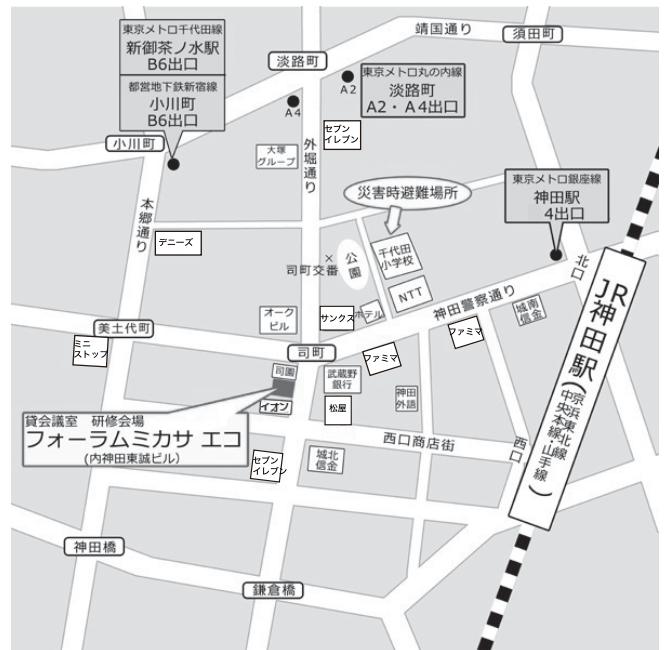 靖国通り
須田町
東京メトロ千代田線
新御茶ノ水駅
B6出口
都営地下鉄新宿線
小川町
B6出口
淡路町
東京メトロ丸の内線
淡路町
A2・A4出口
A2
A4
小川町
セブン
イレブン
外堀通り
大塚
グループ
災害時避難場所
東京メトロ銀座線
神田駅
4出口
本郷通り
デニーズ
司町交番
公園
千代田
小学校
北口
NTT
神田警察通り
城南
信金
オーク
ビル
サンクス
ホテル
美土代町
ミニ
ストップ
司町
ファミマ
ファミマ
JR神田駅
(京浜東北線
中央本線・山手線)
司園
武蔵野
銀行
神田
外語
イオン
松屋
貸会議室 研修会場
フォーラムミカサ エコ
(内神田東誠ビル)
西口商店街
西口
セブン
イレブン
城北
信金
神田橋
鎌倉橋